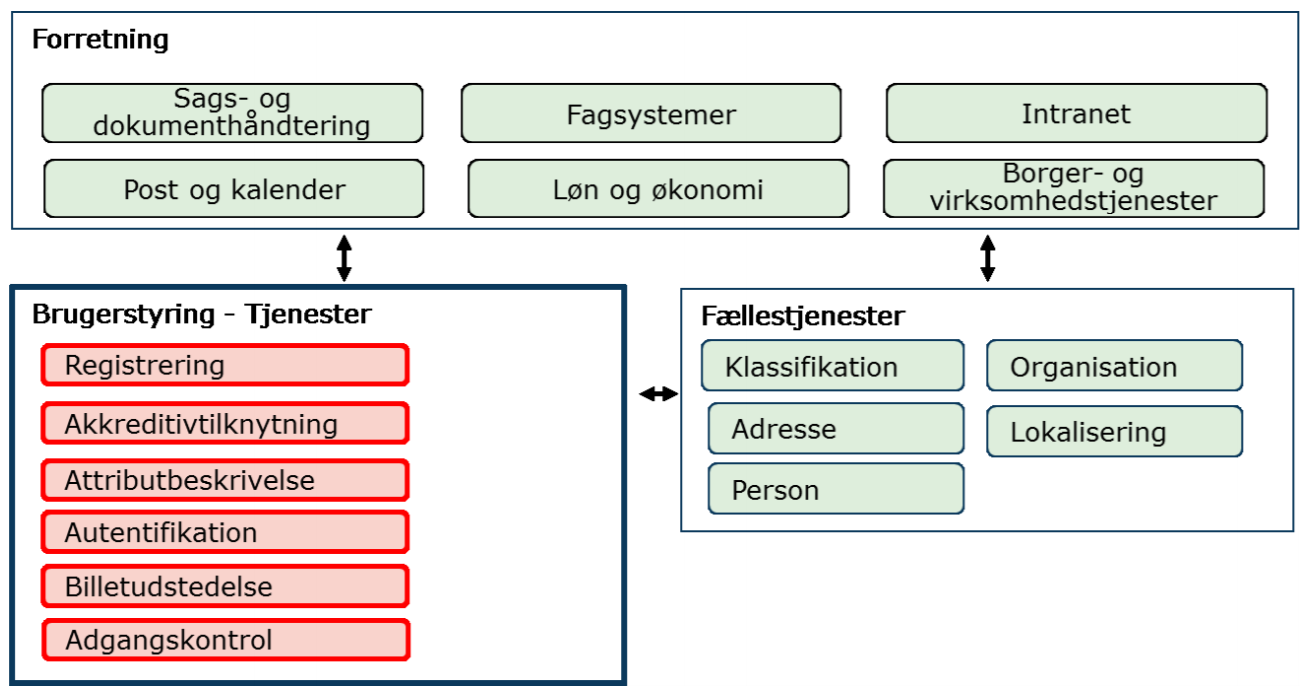 Forretning
Sags- og
dokumenthåndtering
Fagsystemer
Intranet
Post og kalender
Løn og økonomi
Borger- og
virksomhedstjenester
Brugerstyring - Tjenester
Registrering
Akkreditivtilknytning
Attributbeskrivelse
Autentifikation
Billetudstedelse
Adgangskontrol
Fællestjenester
Klassifikation
Organisation
Adresse
Lokalisering
Person